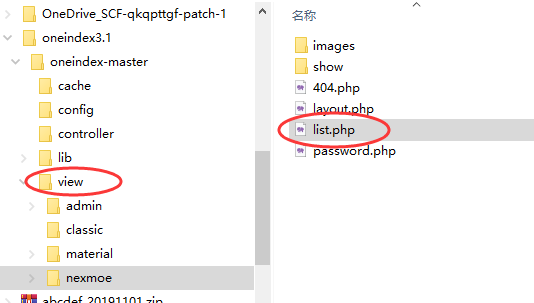 OneDrive_SCF-qkqpttgf-patch-1
oneindex3.1
oneindex-master
cache
config
controller
lib
view
admin
classic
material
nexmoe
abcdef_20191101.zip
名称
images
show
404.php
layout.php
list.php
password.php